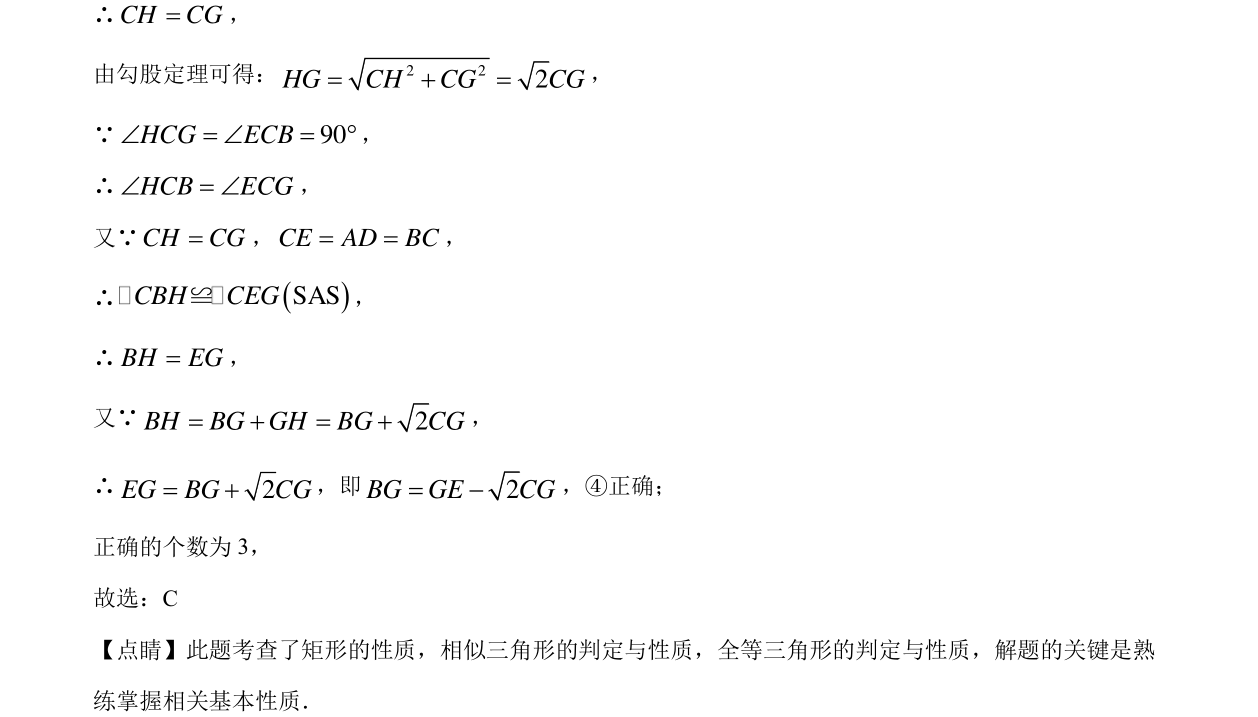 ∴CH = CG，
由勾股定理可得：HG = √(CH² + CG²) = √2CG，
∵∠HCG = ∠ECB = 90°，
∴∠HCB = ∠ECG，
又∵CH = CG，CE = AD = BC，
∴□CBH≌□CEG(SAS)，
∴BH = EG，
又∵BH = BG + GH = BG + √2CG，
∴EG = BG + √2CG，即BG = GE − √2CG，④正确；
正确的个数为 3，
故选：C
【点睛】此题考查了矩形的性质，相似三角形的判定与性质，全等三角形的判定与性质，解题的关键是熟
练掌握相关基本性质．